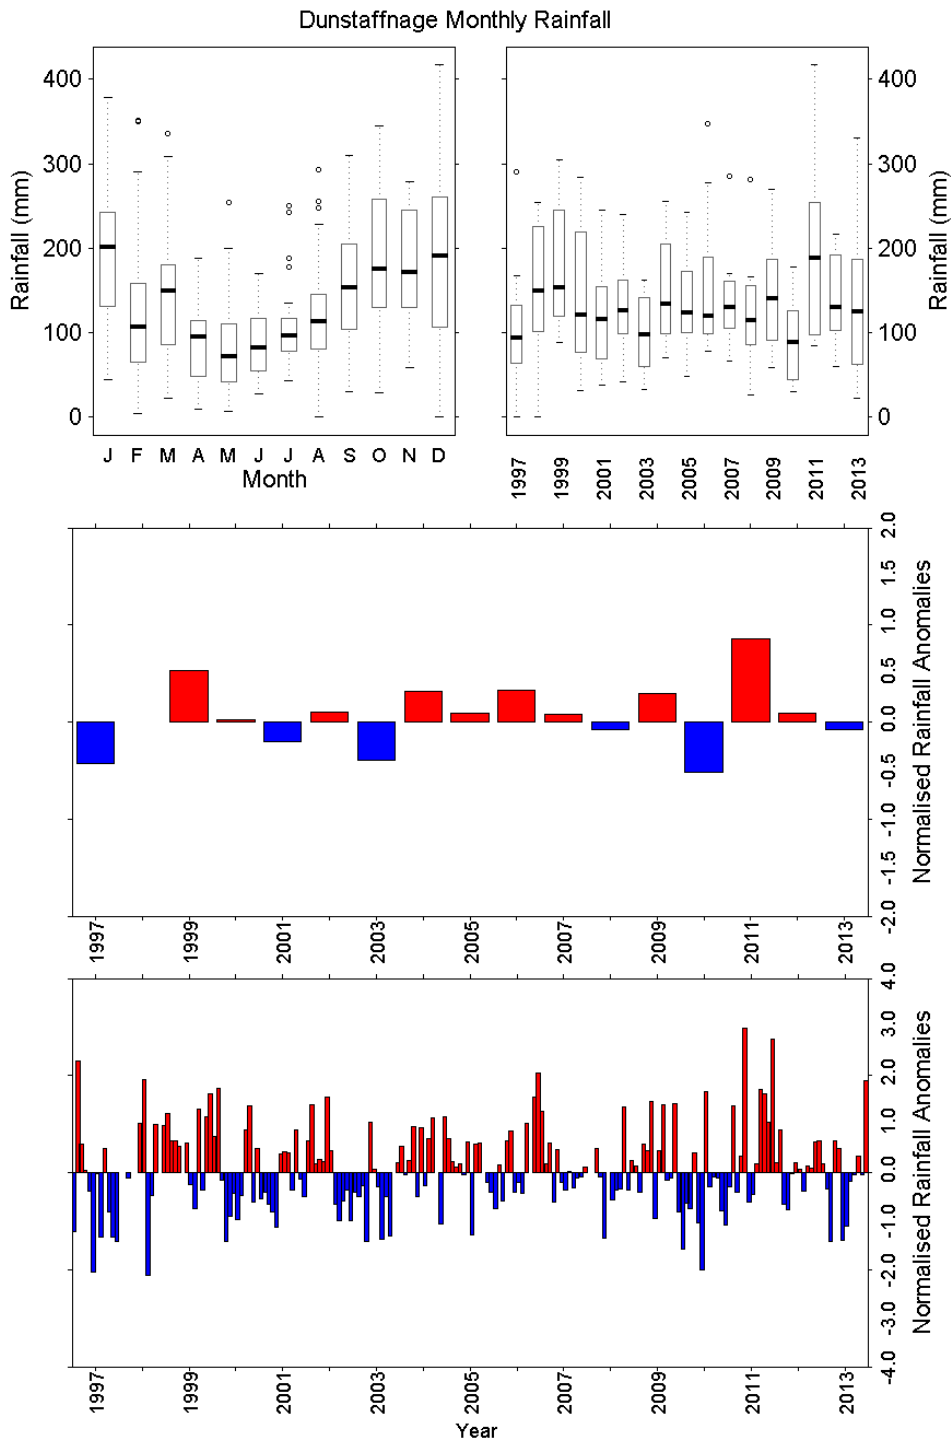 Dunstaffnage Monthly Rainfall
Rainfall (mm)
400
300
200
100
0
J F M A M J J A S O N D
Month
400
300
200
100
0
Rainfall (mm)
1997 1999 2001 2003 2005 2007 2009 2011 2013
2.0
1.5
1.0
0.5
0.0
-0.5
-1.0
-1.5
-2.0
Normalised Rainfall Anomalies
1997 1999 2001 2003 2005 2007 2009 2011 2013
4.0
3.0
2.0
1.0
0.0
-1.0
-2.0
-3.0
-4.0
Normalised Rainfall Anomalies
1997 1999 2001 2003 2005 2007 2009 2011 2013
Year